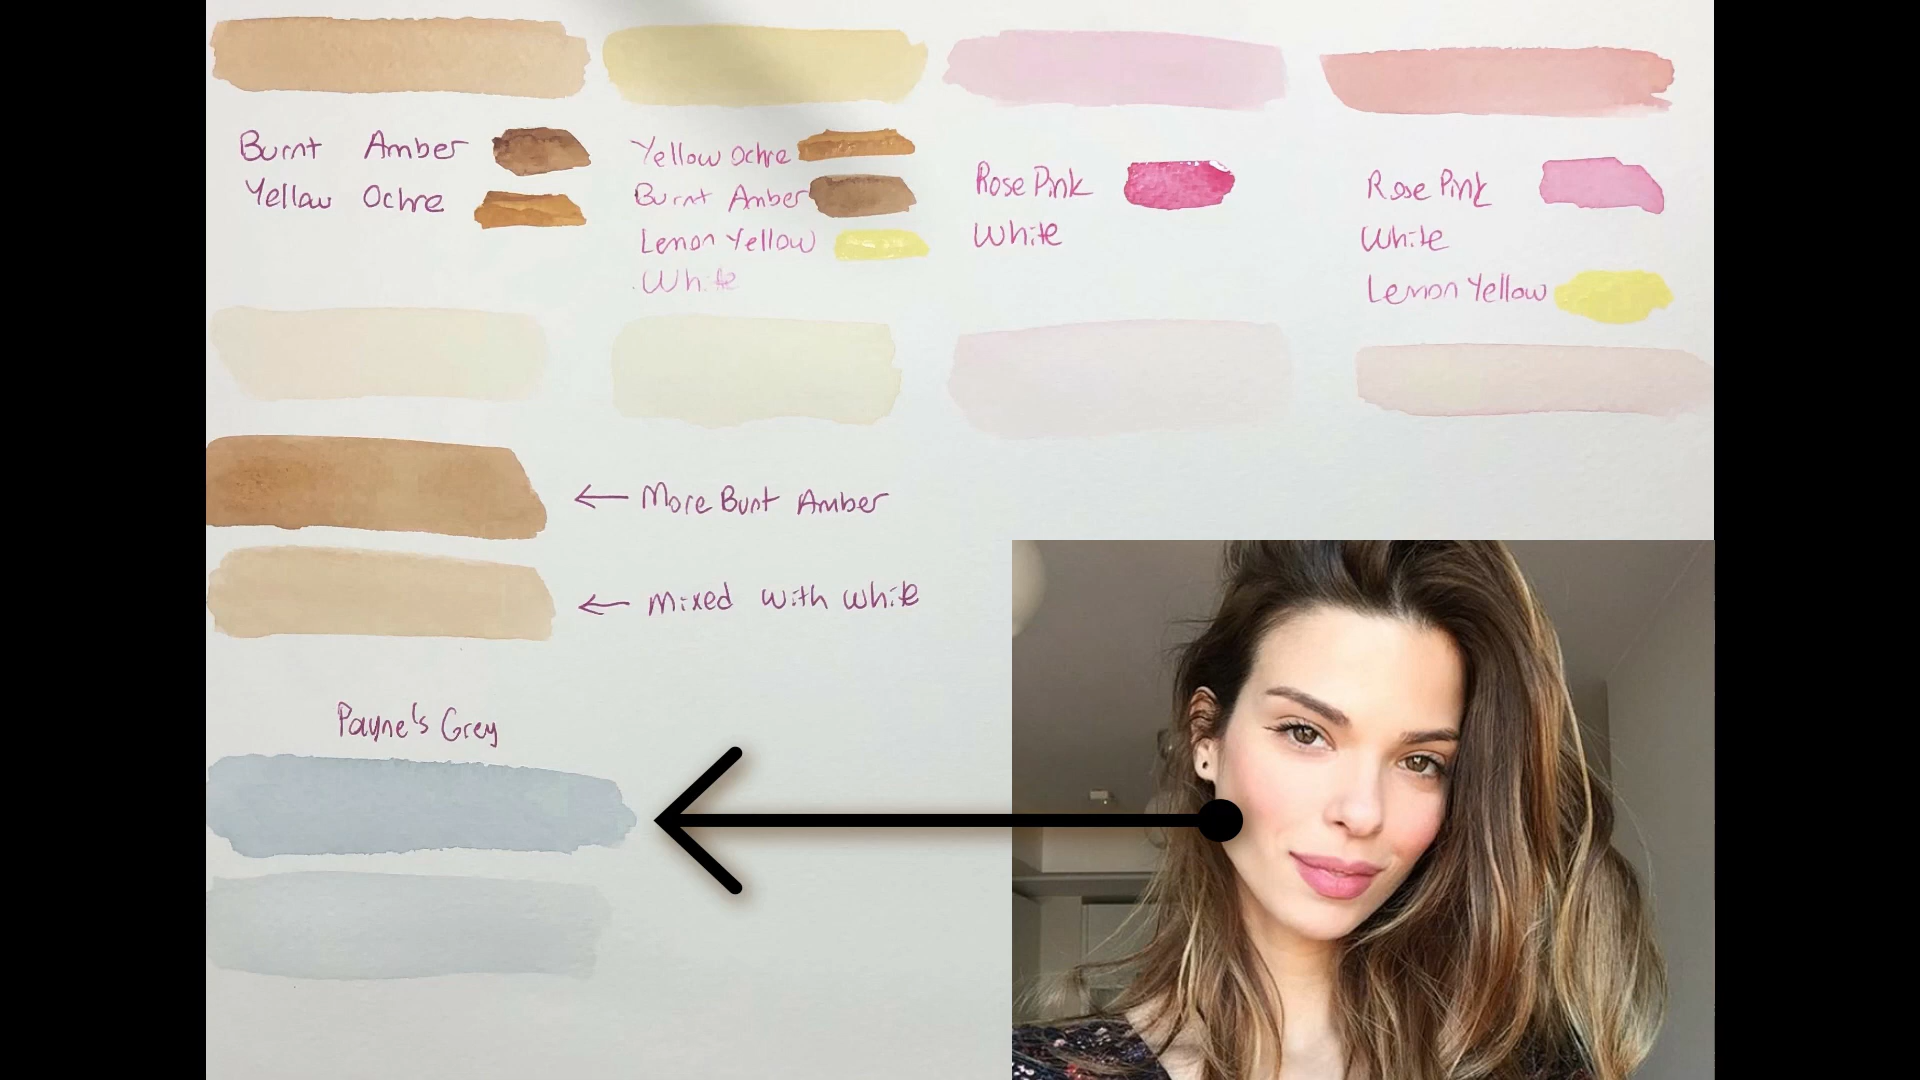 Burnt Amber
Yellow Ochre
Yellow Ochre
Burnt Amber
Lemon Yellow
White
Rose Pink
White
Rose Pink
White
Lemon Yellow
← More Bunt Amber
← Mixed with white
Payne's Grey